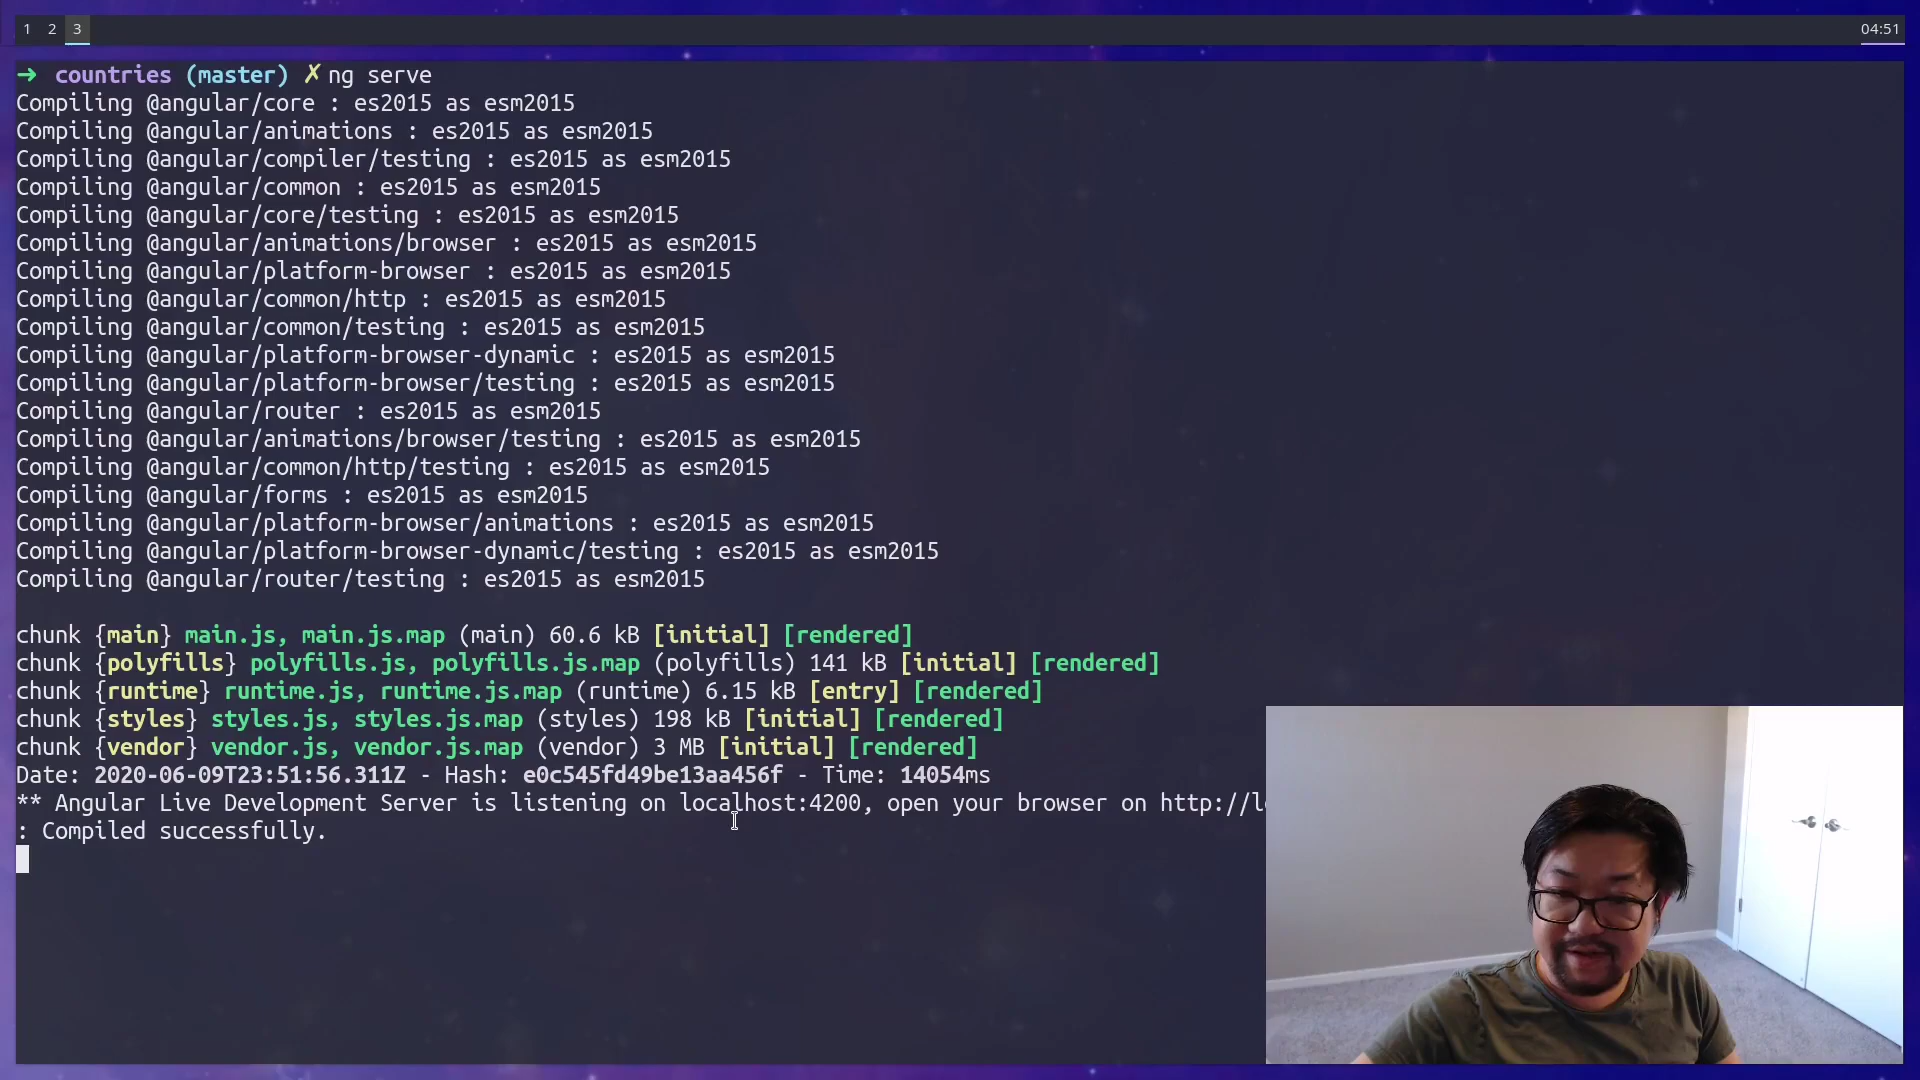 1 2 3
04:51
➜ countries (master) ✗ ng serve
Compiling @angular/core : es2015 as esm2015
Compiling @angular/animations : es2015 as esm2015
Compiling @angular/compiler/testing : es2015 as esm2015
Compiling @angular/common : es2015 as esm2015
Compiling @angular/core/testing : es2015 as esm2015
Compiling @angular/animations/browser : es2015 as esm2015
Compiling @angular/platform-browser : es2015 as esm2015
Compiling @angular/common/http : es2015 as esm2015
Compiling @angular/common/testing : es2015 as esm2015
Compiling @angular/platform-browser-dynamic : es2015 as esm2015
Compiling @angular/platform-browser/testing : es2015 as esm2015
Compiling @angular/router : es2015 as esm2015
Compiling @angular/animations/browser/testing : es2015 as esm2015
Compiling @angular/common/http/testing : es2015 as esm2015
Compiling @angular/forms : es2015 as esm2015
Compiling @angular/platform-browser/animations : es2015 as esm2015
Compiling @angular/platform-browser-dynamic/testing : es2015 as esm2015
Compiling @angular/router/testing : es2015 as esm2015
chunk {main} main.js, main.js.map (main) 60.6 kB [initial] [rendered]
chunk {polyfills} polyfills.js, polyfills.js.map (polyfills) 141 kB [initial] [rendered]
chunk {runtime} runtime.js, runtime.js.map (runtime) 6.15 kB [entry] [rendered]
chunk {styles} styles.js, styles.js.map (styles) 198 kB [initial] [rendered]
chunk {vendor} vendor.js, vendor.js.map (vendor) 3 MB [initial] [rendered]
Date: 2020-06-09T23:51:56.311Z - Hash: e0c545fd49be13aa456f - Time: 14054ms
** Angular Live Development Server is listening on localhost:4200, open your browser on http://l
: Compiled successfully.